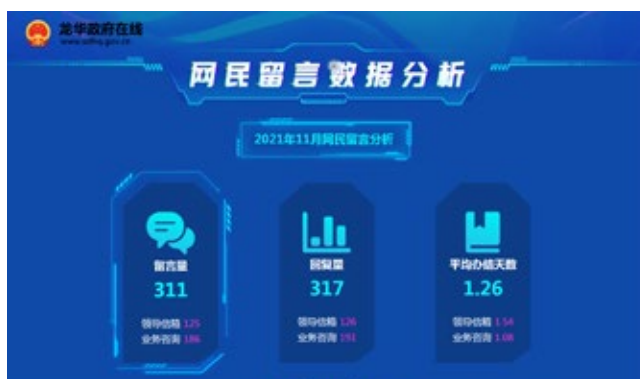 龙华政府在线
www.szlhq.gov.cn
网民留言数据分析
2021年11月网民留言分析
留言量
311
领导信箱 125
业务咨询 186
回复量
317
领导信箱 126
业务咨询 191
平均办结天数
1.26
领导信箱 1.54
业务咨询 1.08